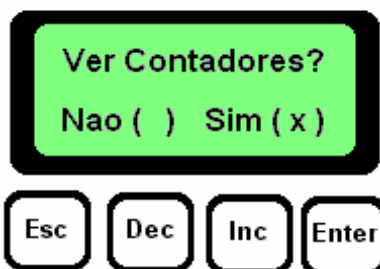 Ver Contadores?
Nao ( ) Sim ( x )
Esc Dec Inc Enter